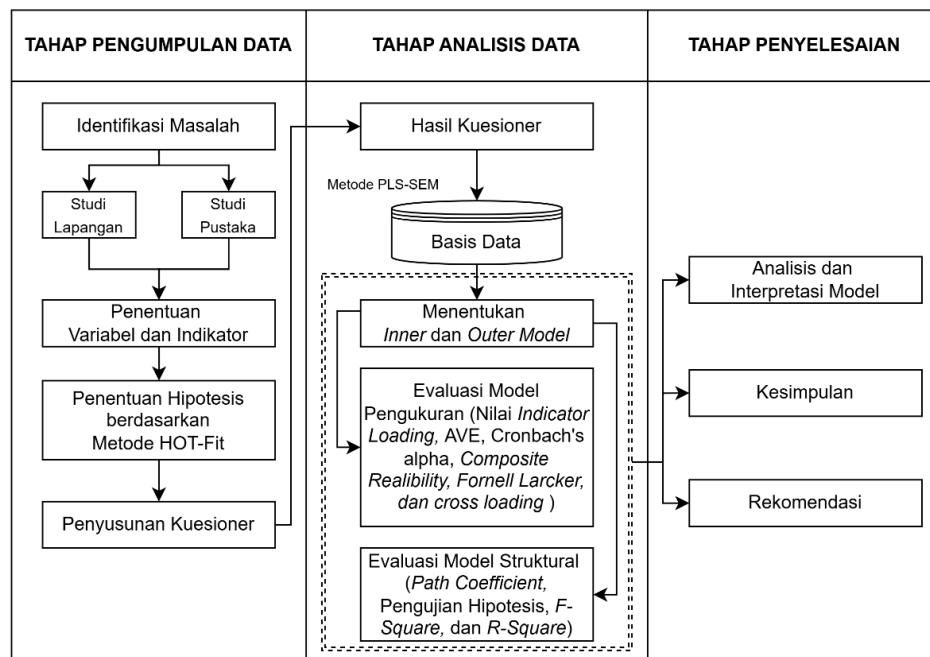 TAHAP PENGUMPULAN DATA
TAHAP ANALISIS DATA
TAHAP PENYELESAIAN
Identifikasi Masalah
Studi
Lapangan
Studi
Pustaka
Penentuan
Variabel dan Indikator
Penentuan Hipotesis
berdasarkan
Metode HOT-Fit
Penyusunan Kuesioner
Hasil Kuesioner
Metode PLS-SEM
Basis Data
Menentukan
Inner dan Outer Model
Evaluasi Model
Pengukuran (Nilai Indicator
Loading, AVE, Cronbach's
alpha, Composite
Realibility, Fornell Larcker,
dan cross loading )
Evaluasi Model Struktural
(Path Coefficient,
Pengujian Hipotesis, F-
Square, dan R-Square)
Analisis dan
Interpretasi Model
Kesimpulan
Rekomendasi